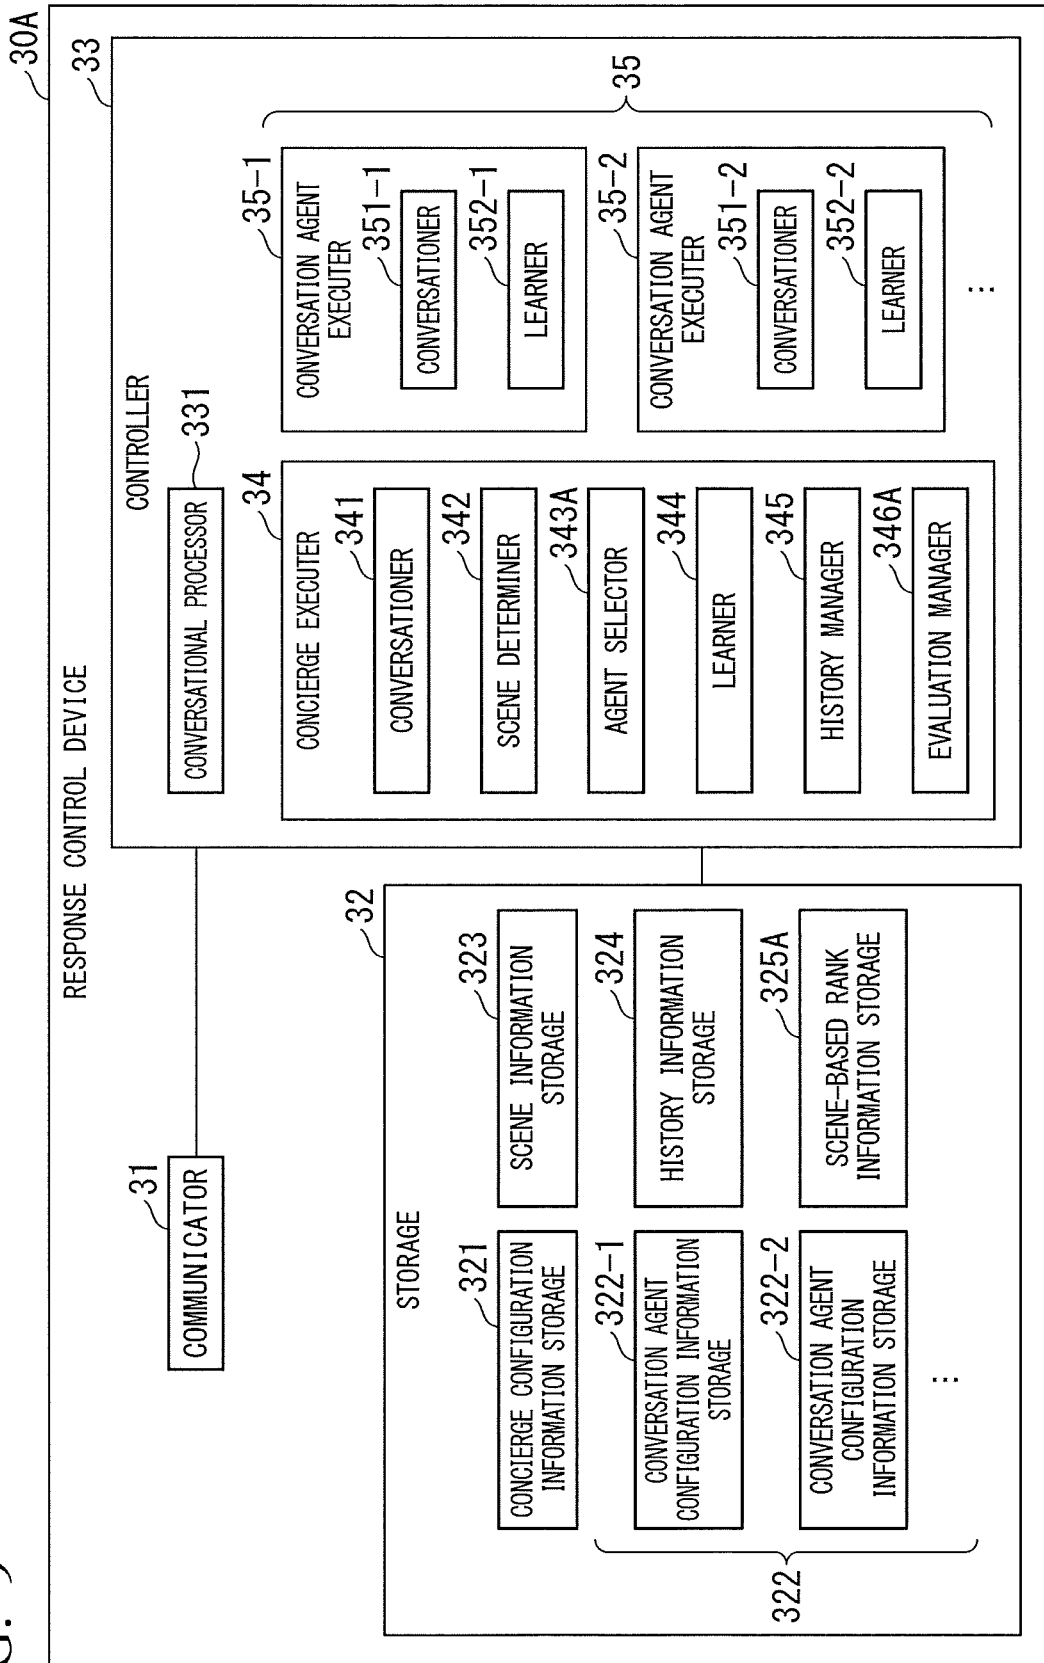 G. 9
30A
RESPONSE CONTROL DEVICE
31
COMMUNICATOR
33
CONTROLLER
331
CONVERSATIONAL PROCESSOR
34
CONCIERGE EXECUTER
341
CONVERSATIONER
342
SCENE DETERMINER
343A
AGENT SELECTOR
344
LEARNER
345
HISTORY MANAGER
346A
EVALUATION MANAGER
35-1
CONVERSATION AGENT
EXECUTER
351-1
CONVERSATIONER
352-1
LEARNER
35-2
CONVERSATION AGENT
EXECUTER
351-2
CONVERSATIONER
352-2
LEARNER
⋮
35
32
STORAGE
321
CONCIERGE CONFIGURATION
INFORMATION STORAGE
322-1
CONVERSATION AGENT
CONFIGURATION INFORMATION
STORAGE
322-2
CONVERSATION AGENT
CONFIGURATION
INFORMATION STORAGE
⋮
322
323
SCENE INFORMATION
STORAGE
324
HISTORY INFORMATION
STORAGE
325A
SCENE-BASED RANK
INFORMATION STORAGE